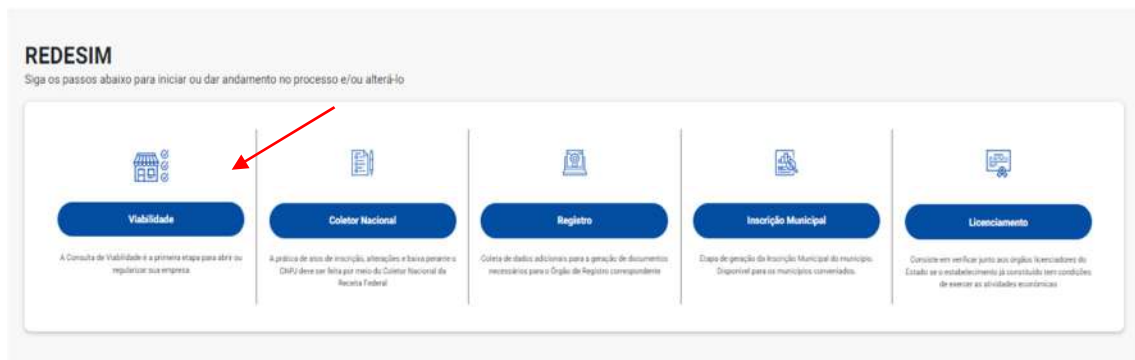 REDESIM
Siga os passos abaixo para iniciar ou dar andamento no processo e/ou alterá-lo
Viabilidade
A Consulta de Viabilidade é a primeira etapa para abrir ou
regularizar sua empresa
Coletor Nacional
A prática de atos de inscrição, alterações e baixa perante o
CNPJ deve ser feita por meio do Coletor Nacional da
Receita Federal
Registro
Coleta de dados adicionais para a geração de documentos
necessários para o Órgão de Registro correspondente
Inscrição Municipal
Etapa de geração da Inscrição Municipal do município.
Disponível para os municípios conveniados.
Licenciamento
Consiste em verificar junto aos órgãos licenciadores do
Estado se o estabelecimento já constituído tem condições
de exercer as atividades econômicas